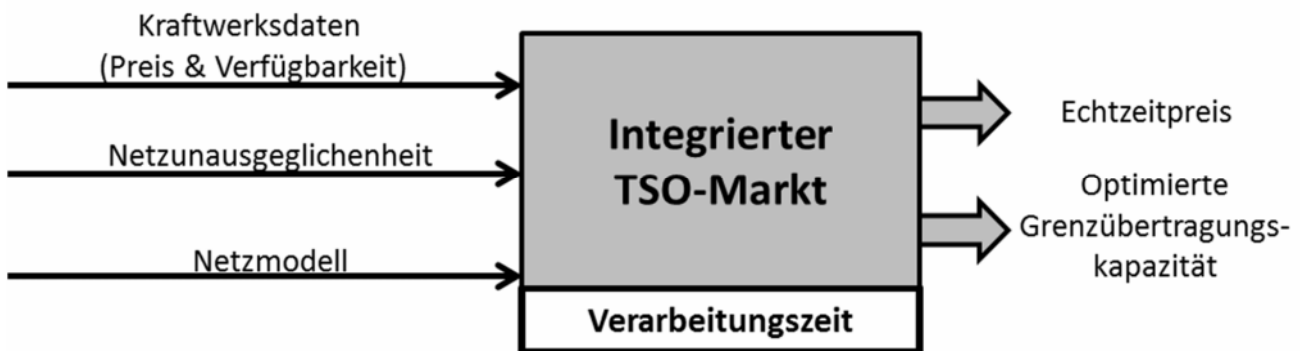 Kraftwerksdaten
(Preis & Verfügbarkeit)
Netzunausgeglichenheit
Netzmodell
Integrierter
TSO-Markt
Verarbeitungszeit
Echtzeitpreis
Optimierte
Grenzübertragungs-
kapazität